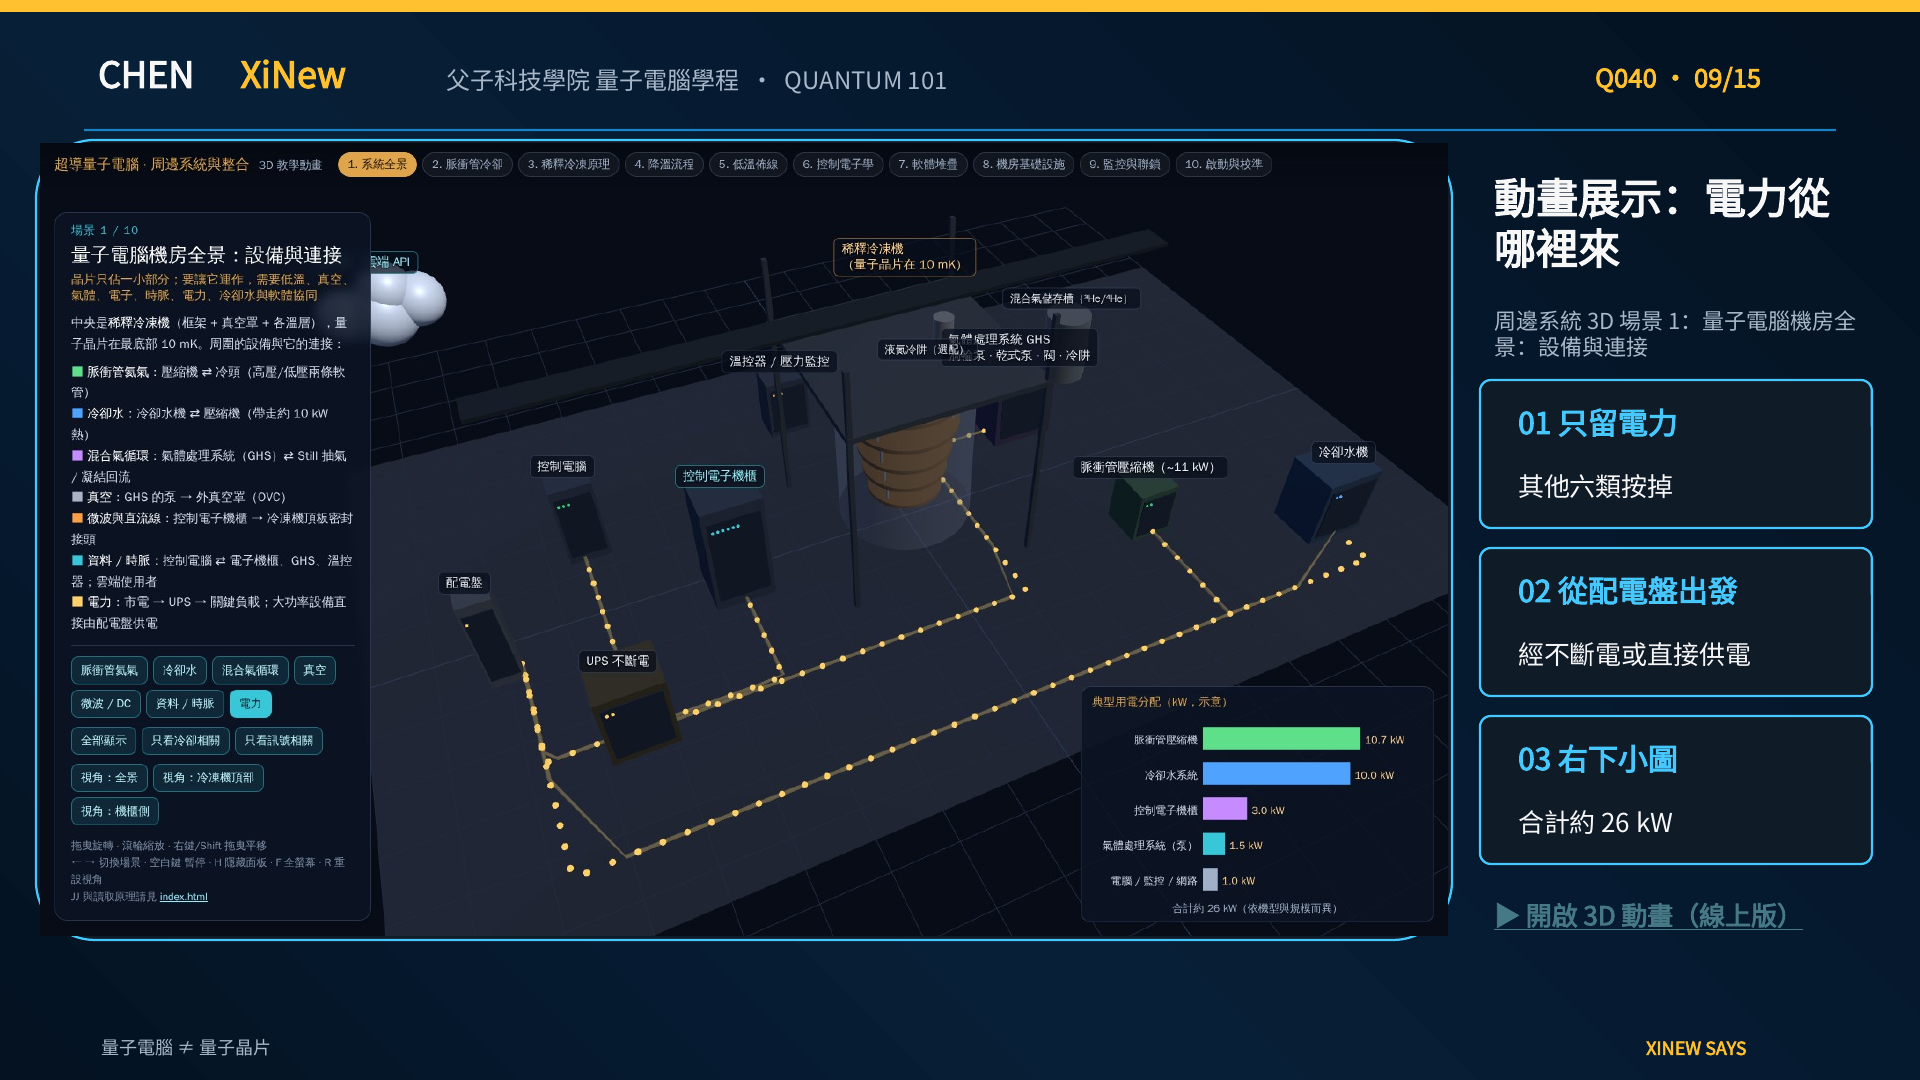 CHEN XiNew 父子科技學院 量子電腦學程 · QUANTUM 101
Q040 · 09/15
超導量子電腦 · 周邊系統與整合 3D 教學動畫
1. 系統全景
2. 脈衝管冷卻
3. 稀釋冷凍原理
4. 降溫流程
5. 低溫佈線
6. 控制電子學
7. 軟體堆疊
8. 機房基礎設施
9. 監控與聯鎖
10. 啟動與校準
場景 1 / 10
量子電腦機房全景：設備與連接
晶片只佔一小部分；要讓它運作，需要低溫、真空、
氣體、電子、時脈、電力、冷卻水與軟體協同
中央是稀釋冷凍機（框架 + 真空罩 + 各溫層），量
子晶片在最底部 10 mK。周圍的設備與它的連接：
脈衝管氦氣：壓縮機 ⇄ 冷頭（高壓/低壓兩條軟
管）
冷卻水：冷卻水機 ⇄ 壓縮機（帶走約 10 kW
熱）
混合氣循環：氣體處理系統（GHS）⇄ Still 抽氣
/ 凝結回流
真空：GHS 的泵 → 外真空罩（OVC）
微波與直流線：控制電子機櫃 → 冷凍機頂板密封
接頭
資料 / 時脈：控制電腦 ⇄ 電子機櫃、GHS、溫控
器；雲端使用者
電力：市電 → UPS → 關鍵負載；大功率設備直
接由配電盤供電
脈衝管氦氣
冷卻水
混合氣循環
真空
微波 / DC
資料 / 時脈
電力
全部顯示
只看冷卻相關
只看訊號相關
視角：全景
視角：冷凍機頂部
視角：機櫃側
拖曳旋轉 · 滾輪縮放 · 右鍵/Shift 拖曳平移
← → 切換場景 · 空白鍵 暫停 · H 隱藏面板 · F 全螢幕 · R 重
設視角
JJ 與讀取原理請見 index.html
雲端 API
稀釋冷凍機
（量子晶片在 10 mK）
混合氣儲存槽（³He/⁴He）
氣體處理系統 GHS
泵 · 乾式泵 · 閥 · 冷阱
液氮冷阱（選配）
溫控器 / 壓力監控
控制電腦
控制電子機櫃
脈衝管壓縮機（~11 kW）
冷卻水機
配電盤
UPS 不斷電
典型用電分配（kW，示意）
脈衝管壓縮機 10.7 kW
冷卻水系統 10.0 kW
控制電子機櫃 3.0 kW
氣體處理系統（泵） 1.5 kW
電腦 / 監控 / 網路 1.0 kW
合計約 26 kW（依機型與規模而異）
動畫展示：電力從
哪裡來
周邊系統 3D 場景 1：量子電腦機房全
景：設備與連接
01 只留電力
其他六類按掉
02 從配電盤出發
經不斷電或直接供電
03 右下小圖
合計約 26 kW
▶ 開啟 3D 動畫（線上版）
量子電腦 ≠ 量子晶片
XINEW SAYS